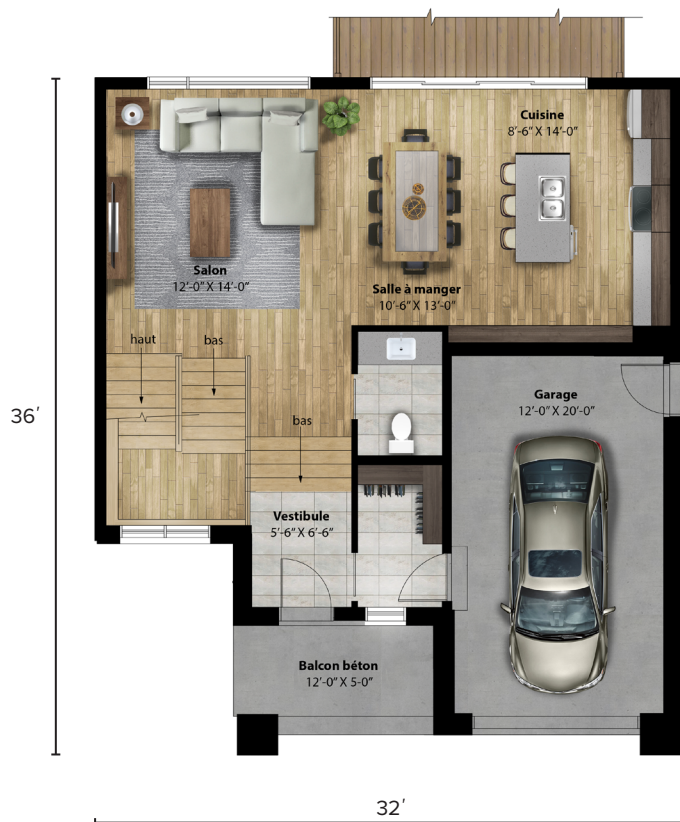 Cuisine
8'-6" X 14'-0"
Salon
12'-0" X 14'-0"
Salle à manger
10'-6" X 13'-0"
haut
bas
36'
Garage
12'-0" X 20'-0"
bas
Vestibule
5'-6" X 6'-6"
Balcon béton
12'-0" X 5-0"
32'